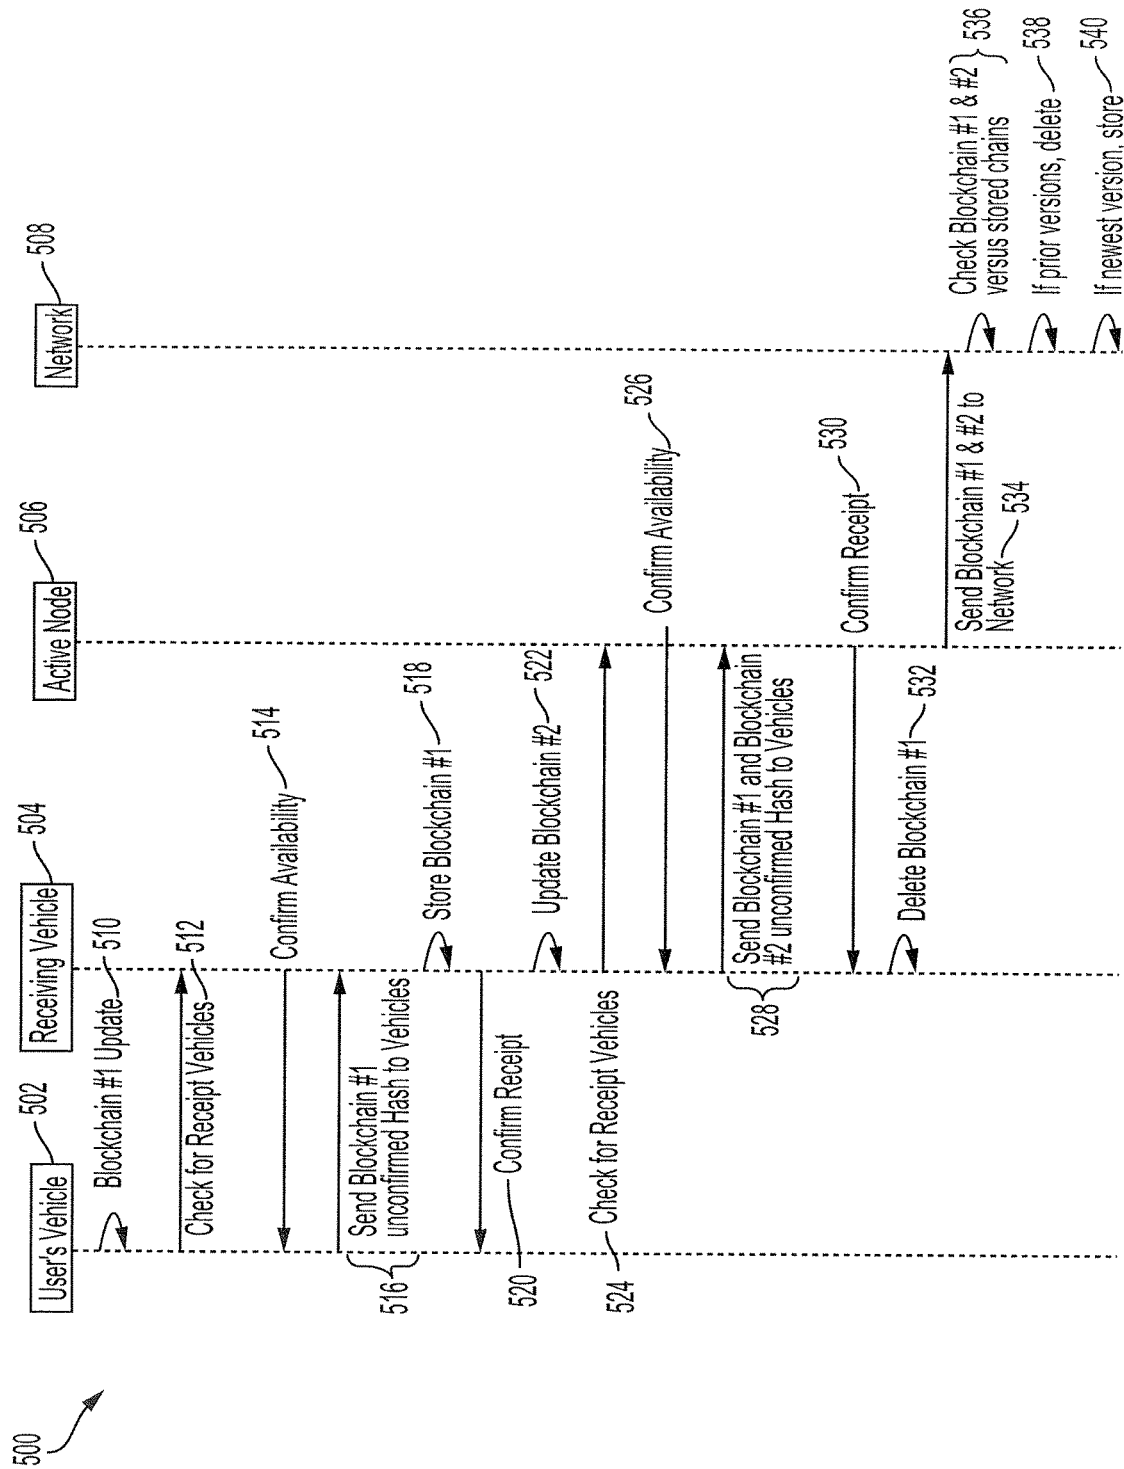 500
User's Vehicle
502
Receiving Vehicle
504
Active Node
506
Network
508
Blockchain #1 Update
510
Check for Receipt Vehicles
512
Confirm Availability
514
Send Blockchain #1
unconfirmed Hash to Vehicles
516
Store Blockchain #1
518
Confirm Receipt
520
Update Blockchain #2
522
Check for Receipt Vehicles
524
Confirm Availability
526
Send Blockchain #1 and Blockchain
#2 unconfirmed Hash to Vehicles
528
Confirm Receipt
530
Delete Blockchain #1
532
Send Blockchain #1 & #2 to
Network
534
Check Blockchain #1 & #2
versus stored chains
536
If prior versions, delete
538
If newest version, store
540